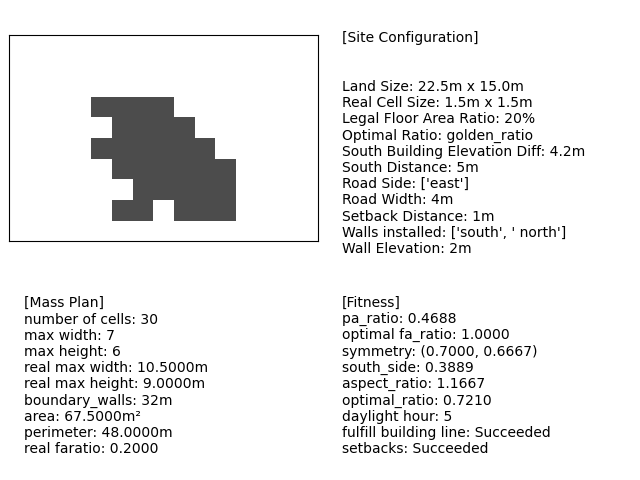 [Site Configuration]
Land Size: 22.5m x 15.0m
Real Cell Size: 1.5m x 1.5m
Legal Floor Area Ratio: 20%
Optimal Ratio: golden_ratio
South Building Elevation Diff: 4.2m
South Distance: 5m
Road Side: ['east']
Road Width: 4m
Setback Distance: 1m
Walls installed: ['south', ' north']
Wall Elevation: 2m
[Mass Plan]
number of cells: 30
max width: 7
max height: 6
real max width: 10.5000m
real max height: 9.0000m
boundary_walls: 32m
area: 67.5000m²
perimeter: 48.0000m
real faratio: 0.2000
[Fitness]
pa_ratio: 0.4688
optimal fa_ratio: 1.0000
symmetry: (0.7000, 0.6667)
south_side: 0.3889
aspect_ratio: 1.1667
optimal_ratio: 0.7210
daylight hour: 5
fulfill building line: Succeeded
setbacks: Succeeded